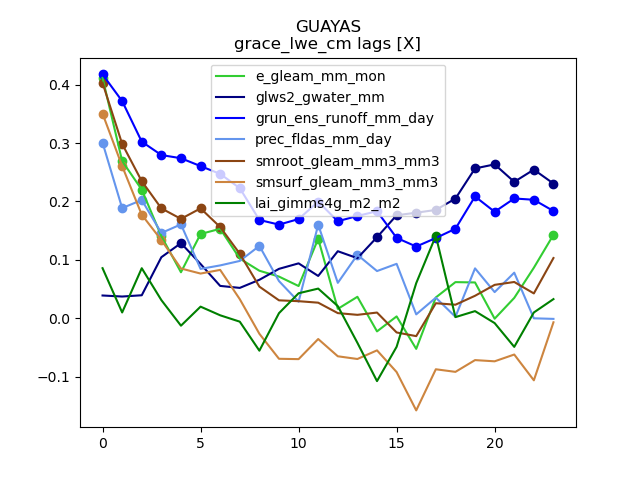 GUAYAS
grace_lwe_cm lags [X]
e_gleam_mm_mon
glws2_gwater_mm
grun_ens_runoff_mm_day
prec_fldas_mm_day
smroot_gleam_mm3_mm3
smsurf_gleam_mm3_mm3
lai_gimms4g_m2_m2
0.4
0.3
0.2
0.1
0.0
−0.1
0
5
10
15
20